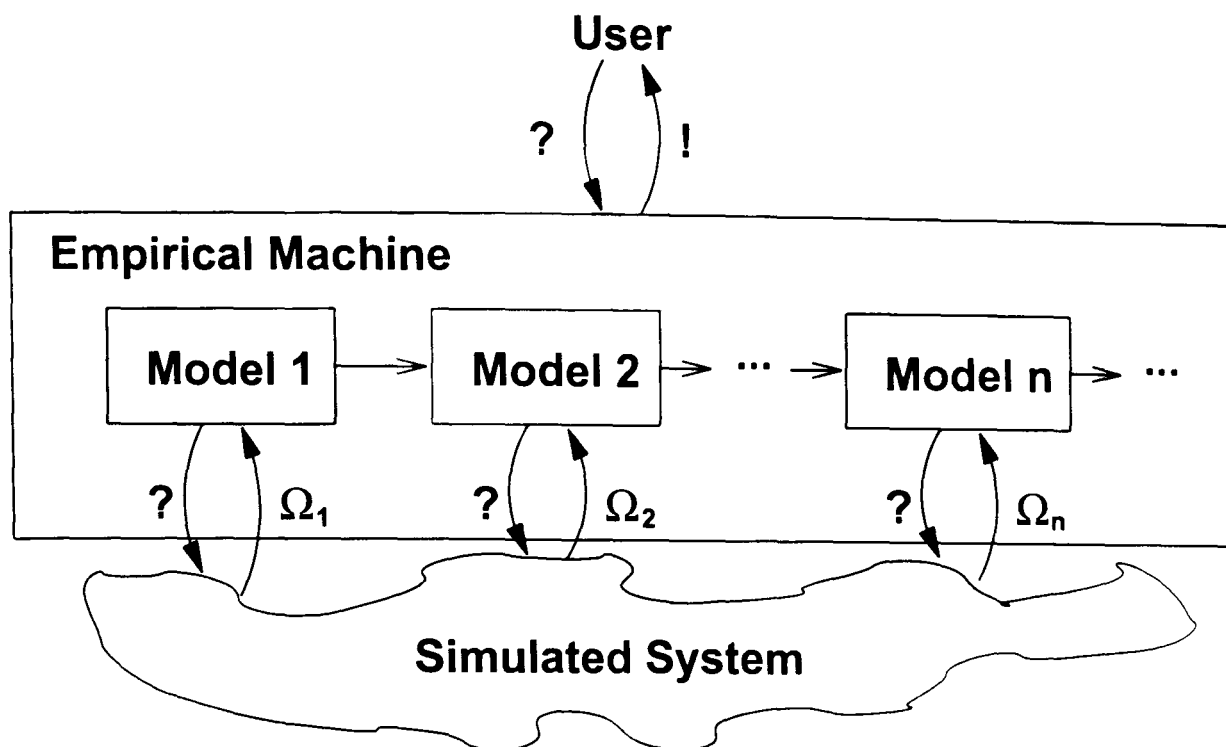 User
? !
Empirical Machine
Model 1 Model 2 ... Model n ...
? Ω₁ ? Ω₂ ? Ωₙ
Simulated System